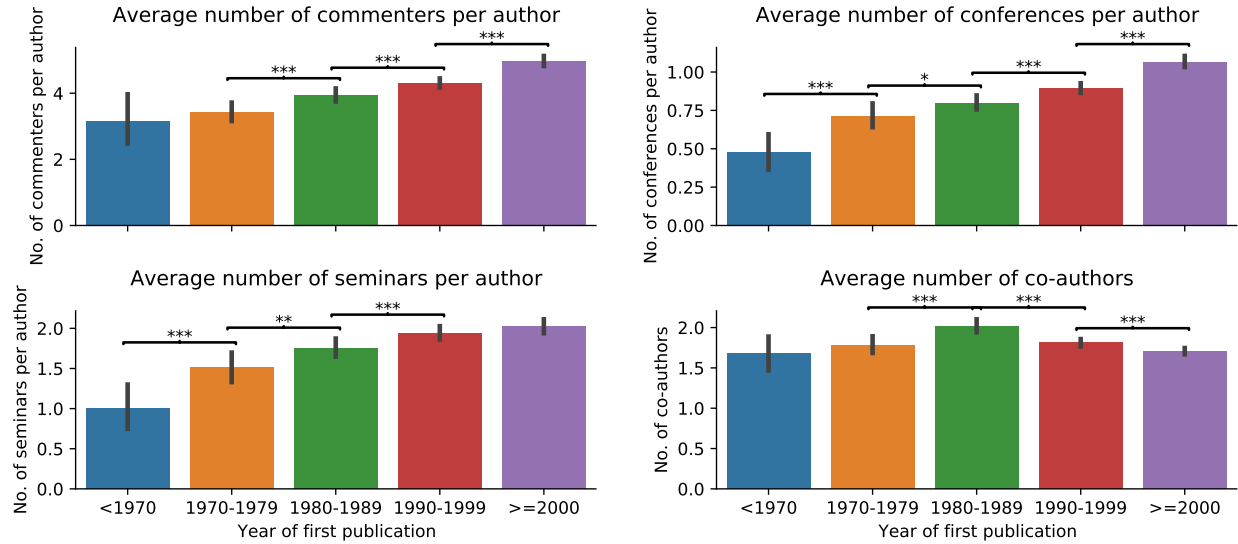 Average number of commenters per author
No. of commenters per author
0
2
4
***
***
***
Average number of conferences per author
No. of conferences per author
0.00
0.25
0.50
0.75
1.00
***
*
***
***
Average number of seminars per author
No. of seminars per author
0.0
0.5
1.0
1.5
2.0
***
**
***
<1970 1970-1979 1980-1989 1990-1999 >=2000
Year of first publication
Average number of co-authors
No. of co-authors
0.0
0.5
1.0
1.5
2.0
***
***
***
<1970 1970-1979 1980-1989 1990-1999 >=2000
Year of first publication